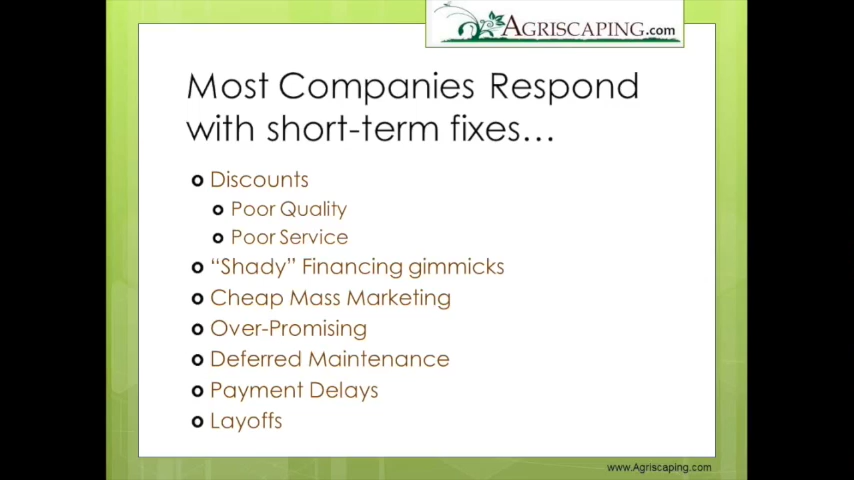 AGRISCAPING.com
Most Companies Respond
with short-term fixes...
Discounts
Poor Quality
Poor Service
“Shady” Financing gimmicks
Cheap Mass Marketing
Over-Promising
Deferred Maintenance
Payment Delays
Layoffs
www.Agriscaping.com